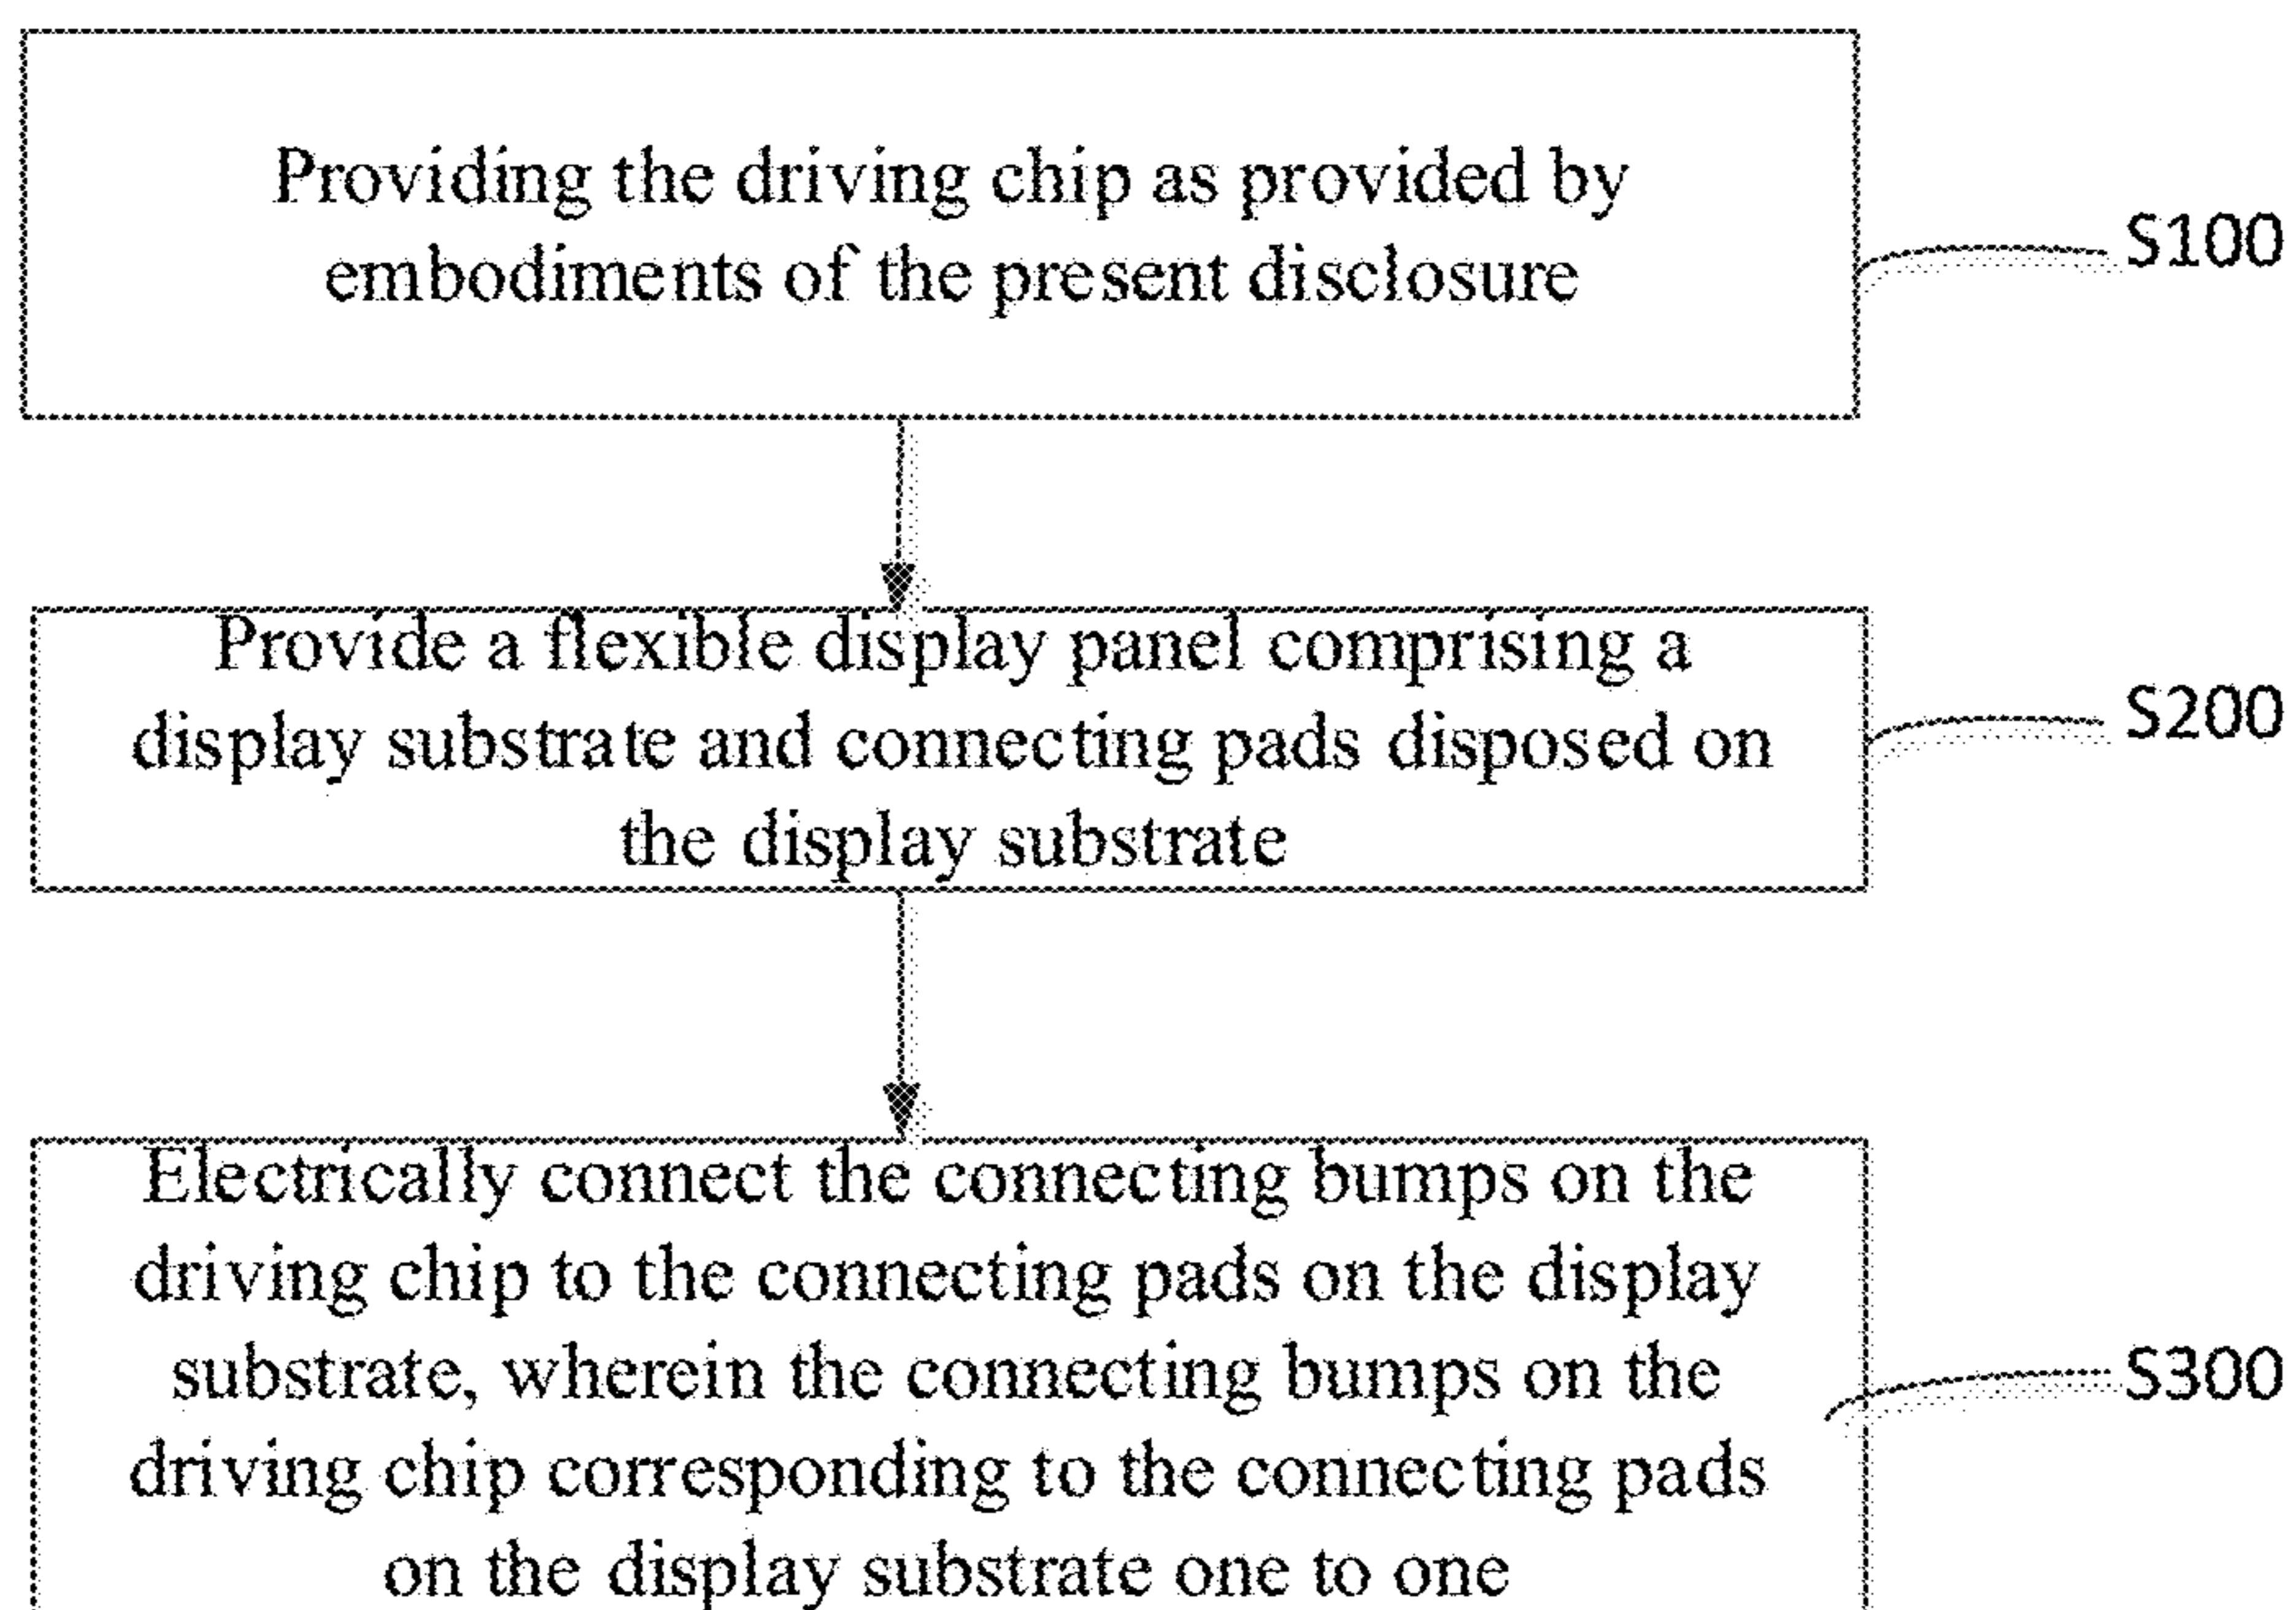 Providing the driving chip as provided by
embodiments of the present disclosure
S100
Provide a flexible display panel comprising a
display substrate and connecting pads disposed on
the display substrate
S200
Electrically connect the connecting bumps on the
driving chip to the connecting pads on the display
substrate, wherein the connecting bumps on the
driving chip corresponding to the connecting pads
on the display substrate one to one
S300